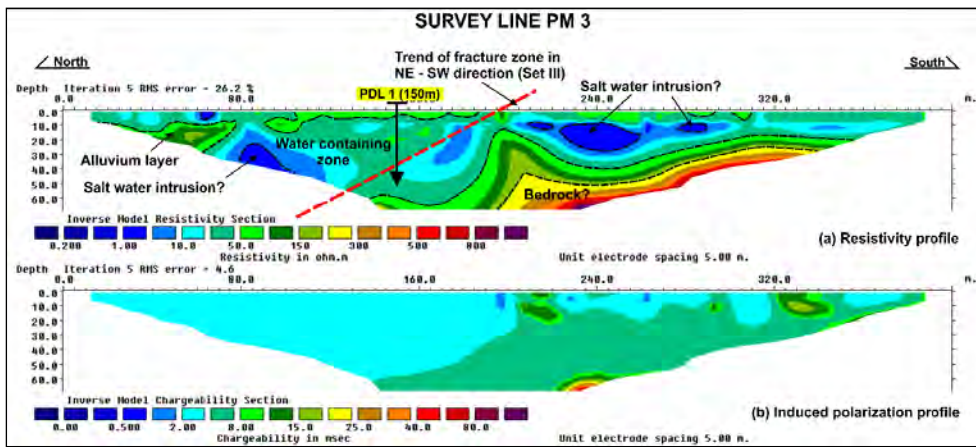 SURVEY LINE PM 3
North
Trend of fracture zone in
NE - SW direction (Set III)
South
Depth Iteration 5 RMS error - 26.2 %
PDL 1 (150m)
Salt water intrusion?
0.0 80.0 240.0 320.0 m.
0.0
10.0
20.0
30.0
40.0
50.0
60.0
Alluvium layer
Water containing
zone
Salt water intrusion?
Bedrock?
Inverse Model Resistivity Section
0.200 1.00 10.0 50.0 15.0 300 500 800
Resistivity in ohm.m
(a) Resistivity profile
Unit electrode spacing 5.00 m.
Depth Iteration 5 RMS error - 4.6
0.0 80.0 160.0 240.0 320.0 m.
0.0
10.0
20.0
30.0
40.0
50.0
60.0
Inverse Model Chargeability Section
0.00 0.500 2.00 8.00 15.0 25.0 40.0 80.0
Chargeability in msec
(b) Induced polarization profile
Unit electrode spacing 5.00 m.